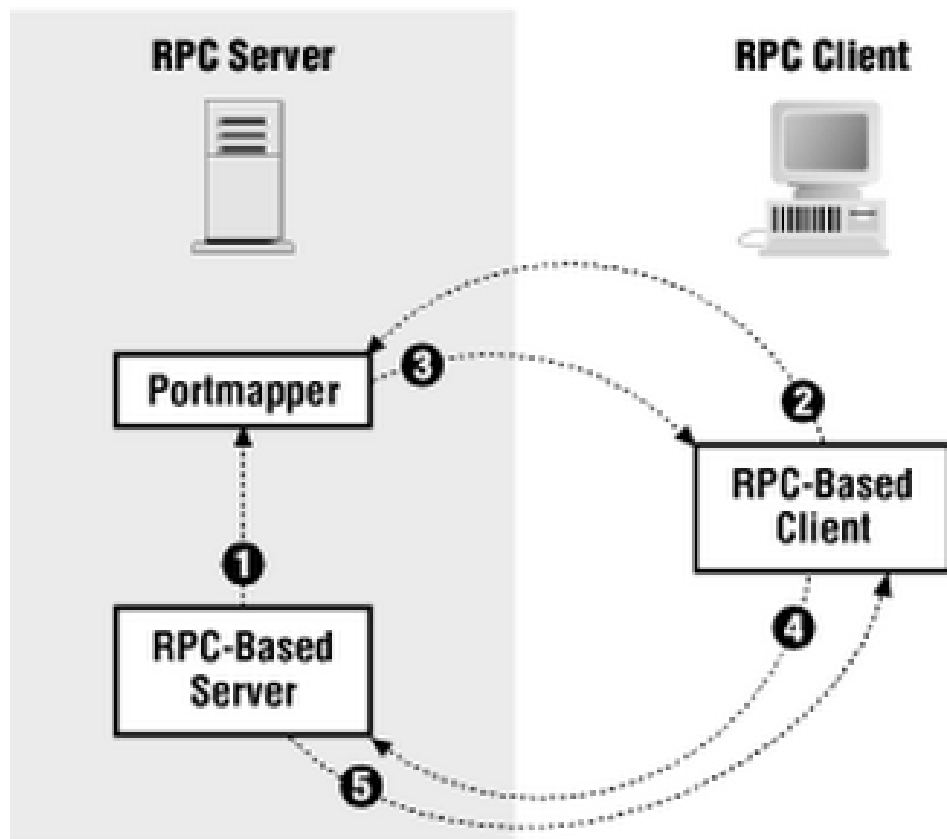 RPC Server
RPC Client
Portmapper
3
2
RPC-Based
Client
1
RPC-Based
Server
4
5